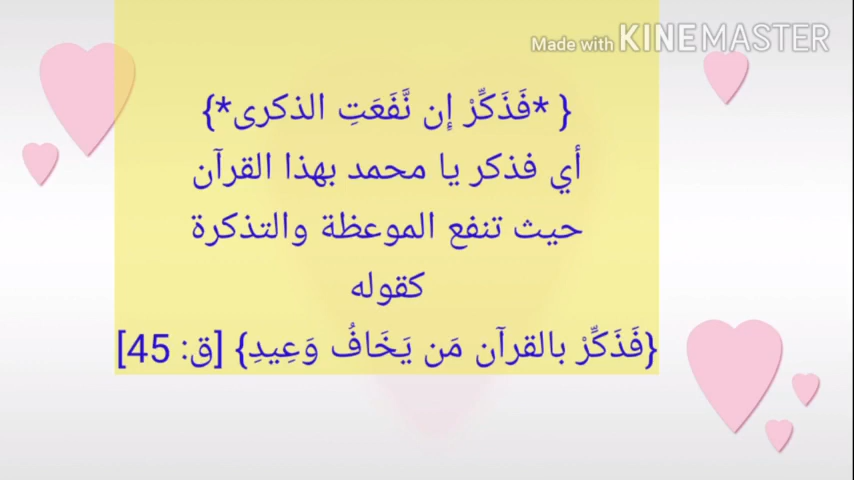 Made with KINEMASTER
{ *فَذَكِّرْ إِن نَّفَعَتِ الذكرى*}
أي فذكر يا محمد بهذا القرآن
حيث تنفع الموعظة والتذكرة
كقوله
{فَذَكِّرْ بالقرآن مَن يَخَافُ وَعِيدِ} [ق: 45]